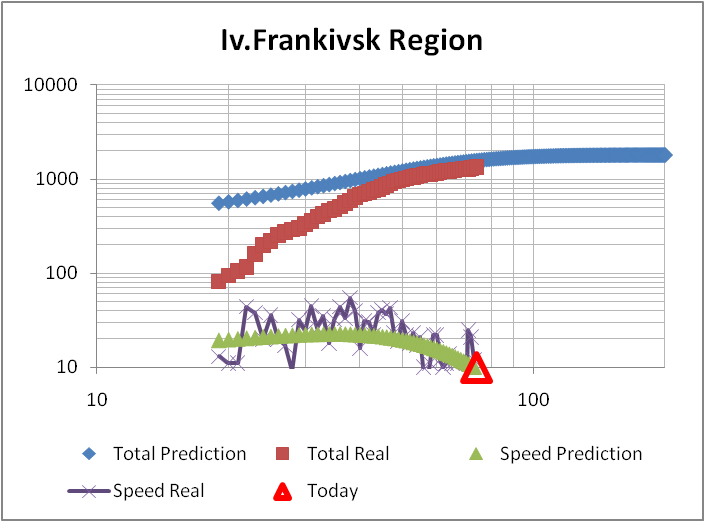 Iv.Frankivsk Region
10000
1000
100
10
10 100
Total Prediction Total Real Speed Prediction
Speed Real Today